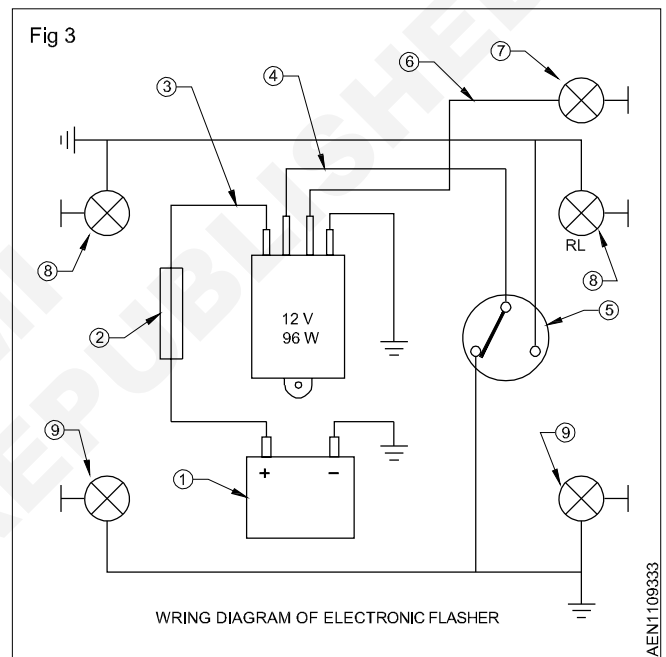 Fig 3
7
6
4
3
8
RL
8
5
2
12 V
96 W
9
9
1
+ −
WRING DIAGRAM OF ELECTRONIC FLASHER
AEN1109333
REPUBLISHED